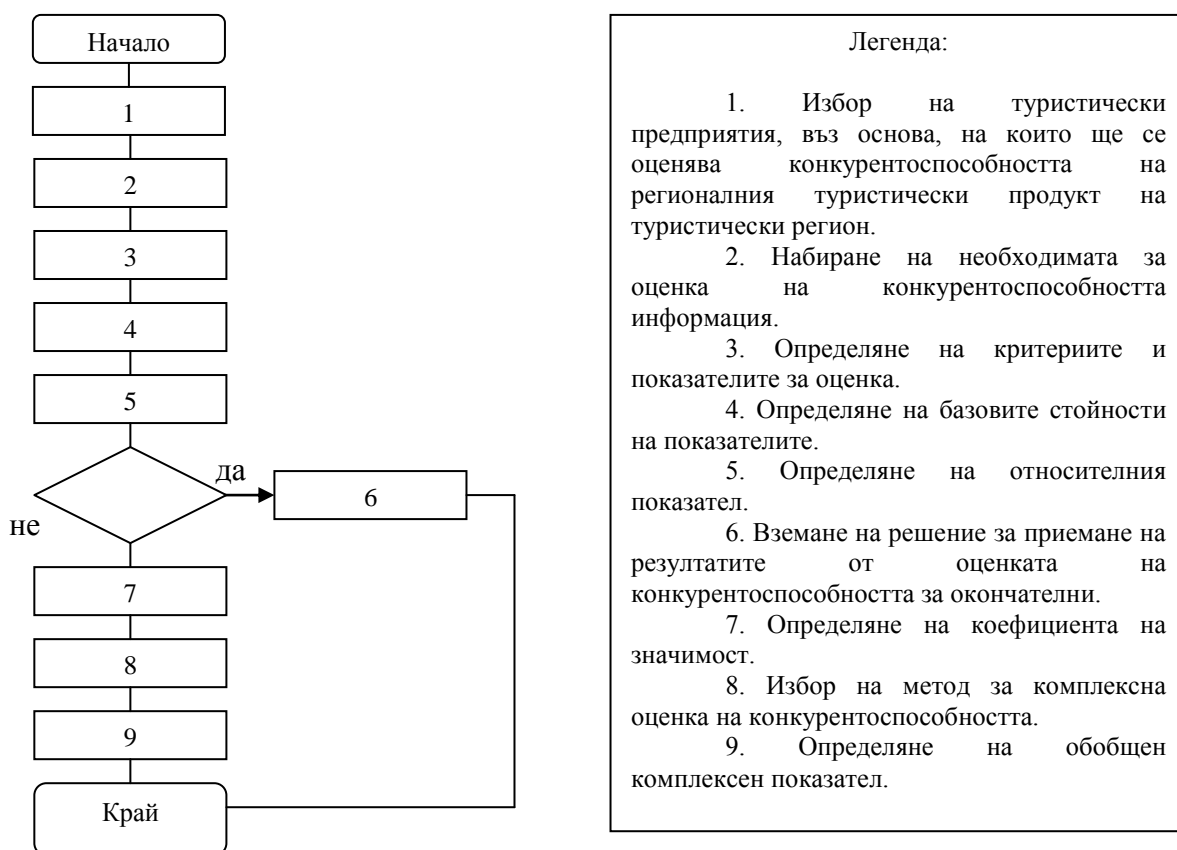 Начало
1
2
3
4
5
да
6
не
7
8
9
Край
Легенда:
1. Избор на туристически
предприятия, въз основа, на които ще се
оценява конкурентоспособността на
регионалния туристически продукт на
туристически регион.
2. Набиране на необходимата за
оценка на конкурентоспособността
информация.
3. Определяне на критериите и
показателите за оценка.
4. Определяне на базовите стойности
на показателите.
5. Определяне на относителния
показател.
6. Вземане на решение за приемане на
резултатите от оценката на
конкурентоспособността за окончателни.
7. Определяне на коефициента на
значимост.
8. Избор на метод за комплексна
оценка на конкурентоспособността.
9. Определяне на обобщен
комплексен показател.